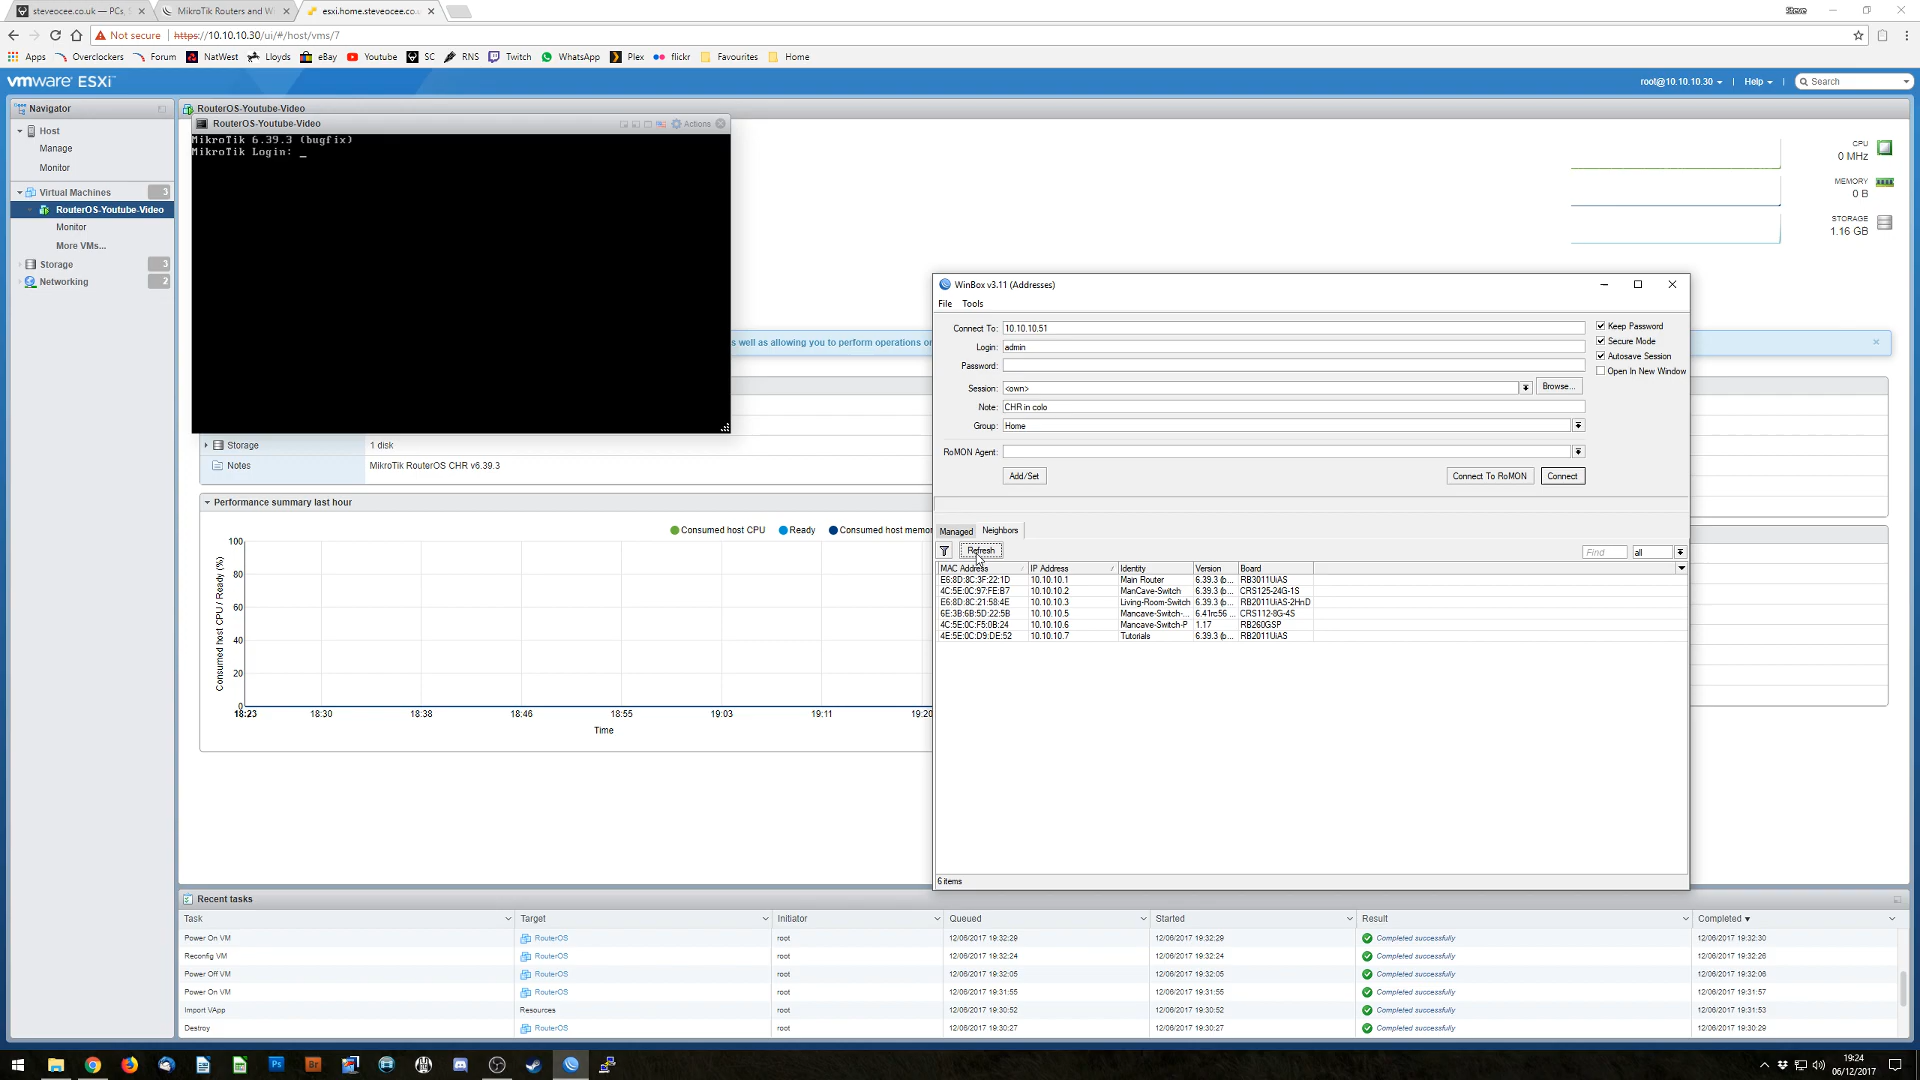 steveocee.co.uk — PCs,
MikroTik Routers and W
esxi.home.steveocee.co
Steve
Not secure https://10.10.10.30/ui/#/host/vms/7
Apps Overclockers Forum NatWest Lloyds eBay Youtube SC RNS Twitch WhatsApp Plex flickr Favourites Home
vmware ESXi
root@10.10.10.30 Help Search
Navigator
Host
Manage
Monitor
Virtual Machines 3
RouterOS-Youtube-Video
Monitor
More VMs...
Storage 3
Networking 2
RouterOS-Youtube-Video
RouterOS-Youtube-Video Actions
MikroTik 6.39.3 (bugfix)
MikroTik Login: _
CPU
0 MHz
MEMORY
0 B
STORAGE
1.16 GB
s well as allowing you to perform operations or
Storage 1 disk
Notes MikroTik RouterOS CHR v6.39.3
Performance summary last hour
Consumed host CPU Ready Consumed host memor
Consumed host CPU / Ready (%)
100
80
60
40
20
0
18:23 18:30 18:38 18:46 18:55 19:03 19:11 19:20
Time
WinBox v3.11 (Addresses)
File Tools
Connect To: 10.10.10.51
Login: admin
Password:
Session: <own> Browse...
Note: CHR in colo
Group: Home
RoMON Agent:
Keep Password
Secure Mode
Autosave Session
Open In New Window
Add/Set Connect To RoMON Connect
Managed Neighbors
Refresh Find all
MAC Address IP Address Identity Version Board
E6:8D:8C:3F:22:1D 10.10.10.1 Main Router 6.39.3 (b... RB3011UiAS
4C:5E:0C:97:FE:B7 10.10.10.2 ManCave-Switch 6.39.3 (b... CRS125-24G-1S
E6:8D:8C:21:58:4E 10.10.10.3 Living-Room-Switch 6.39.3 (b... RB2011UiAS-2HnD
6E:3B:6B:5D:22:5B 10.10.10.5 Mancave-Switch-... 6.41rc56 ... CRS112-8G-4S
4C:5E:0C:F5:0B:24 10.10.10.6 Mancave-Switch-P 1.17 RB260GSP
4E:5E:0C:D9:DE:52 10.10.10.7 Tutorials 6.39.3 (b... RB2011UiAS
6 items
Recent tasks
Task Target Initiator Queued Started Result Completed
Power On VM RouterOS root 12/06/2017 19:32:29 12/06/2017 19:32:29 Completed successfully 12/06/2017 19:32:30
Reconfig VM RouterOS root 12/06/2017 19:32:24 12/06/2017 19:32:24 Completed successfully 12/06/2017 19:32:26
Power Off VM RouterOS root 12/06/2017 19:32:05 12/06/2017 19:32:05 Completed successfully 12/06/2017 19:32:06
Power On VM RouterOS root 12/06/2017 19:31:55 12/06/2017 19:31:55 Completed successfully 12/06/2017 19:31:57
Import VApp Resources root 12/06/2017 19:30:52 12/06/2017 19:30:52 Completed successfully 12/06/2017 19:31:53
Destroy RouterOS root 12/06/2017 19:30:27 12/06/2017 19:30:27 Completed successfully 12/06/2017 19:30:29
Ps
Br
19:24
06/12/2017